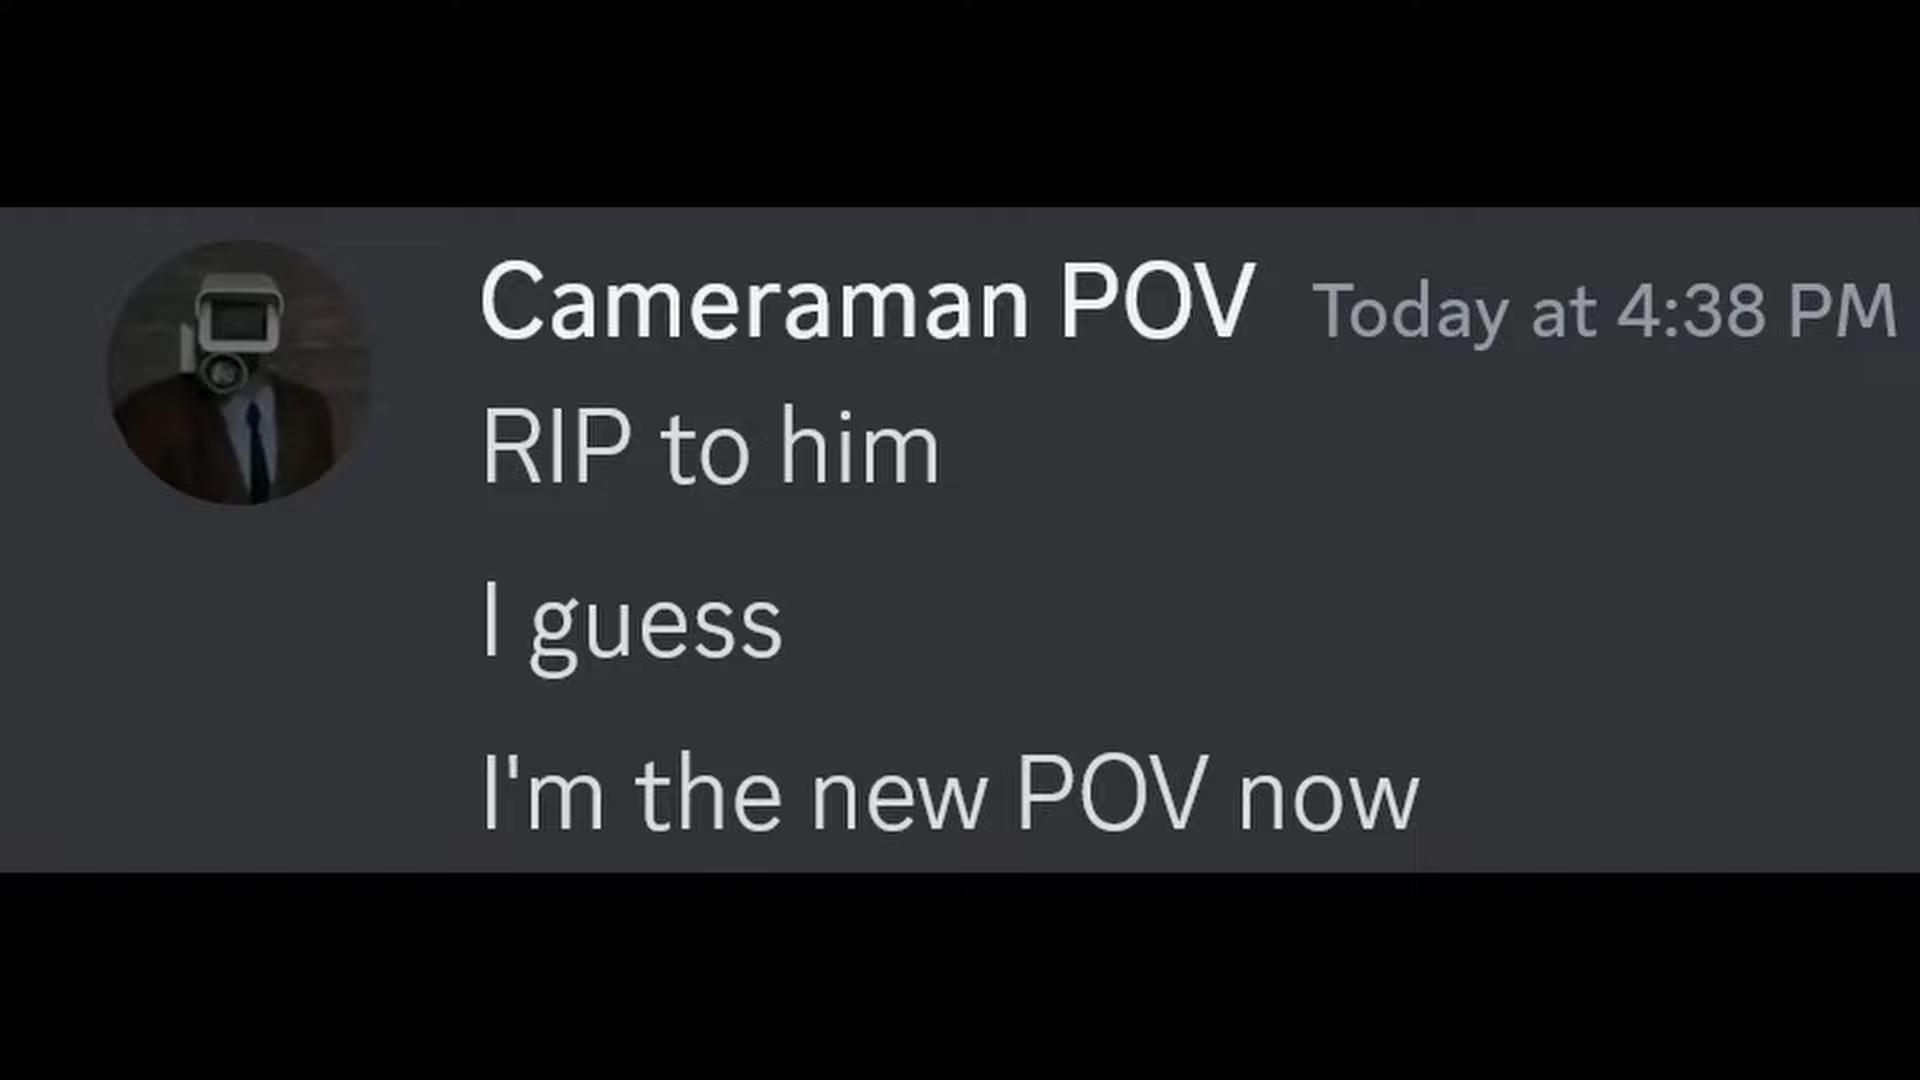 Cameraman POV Today at 4:38 PM
RIP to him
I guess
I'm the new POV now